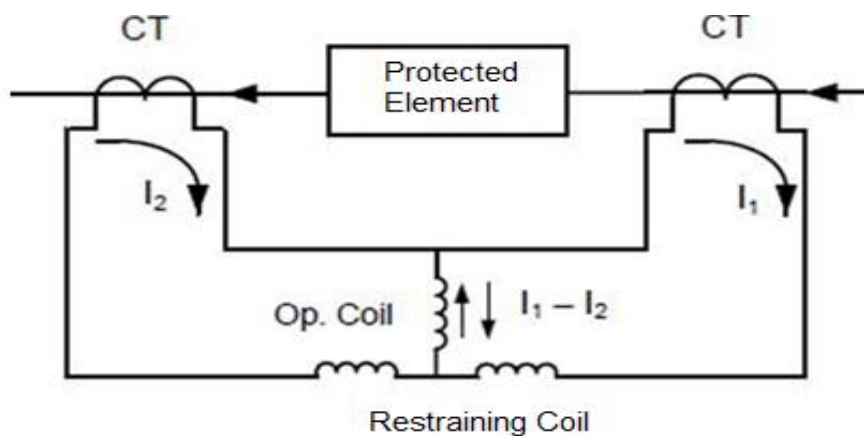 CT
CT
Protected
Element
I₂
I₁
Op. Coil
I₁ – I₂
Restraining Coil